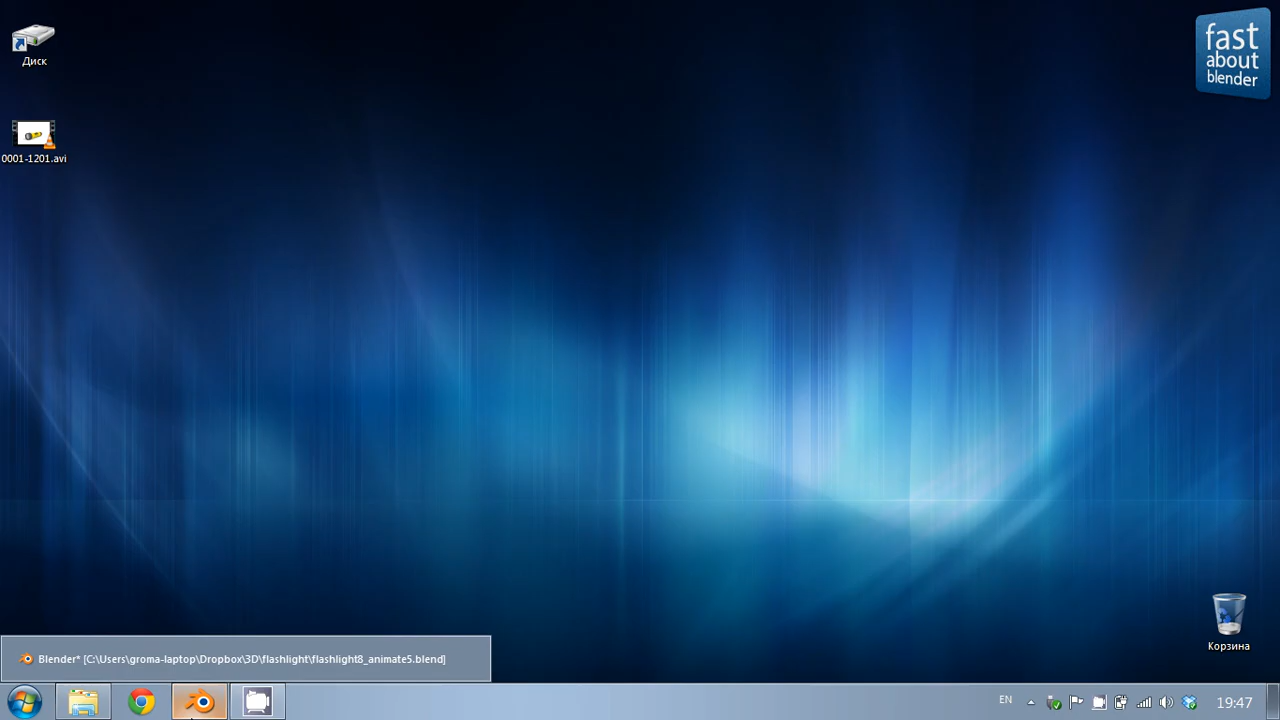 Диск
0001-1201.avi
fast
about
blender
Корзина
Blender* [C:\Users\groma-laptop\Dropbox\3D\flashlight\flashlight8_animate5.blend]
EN
19:47